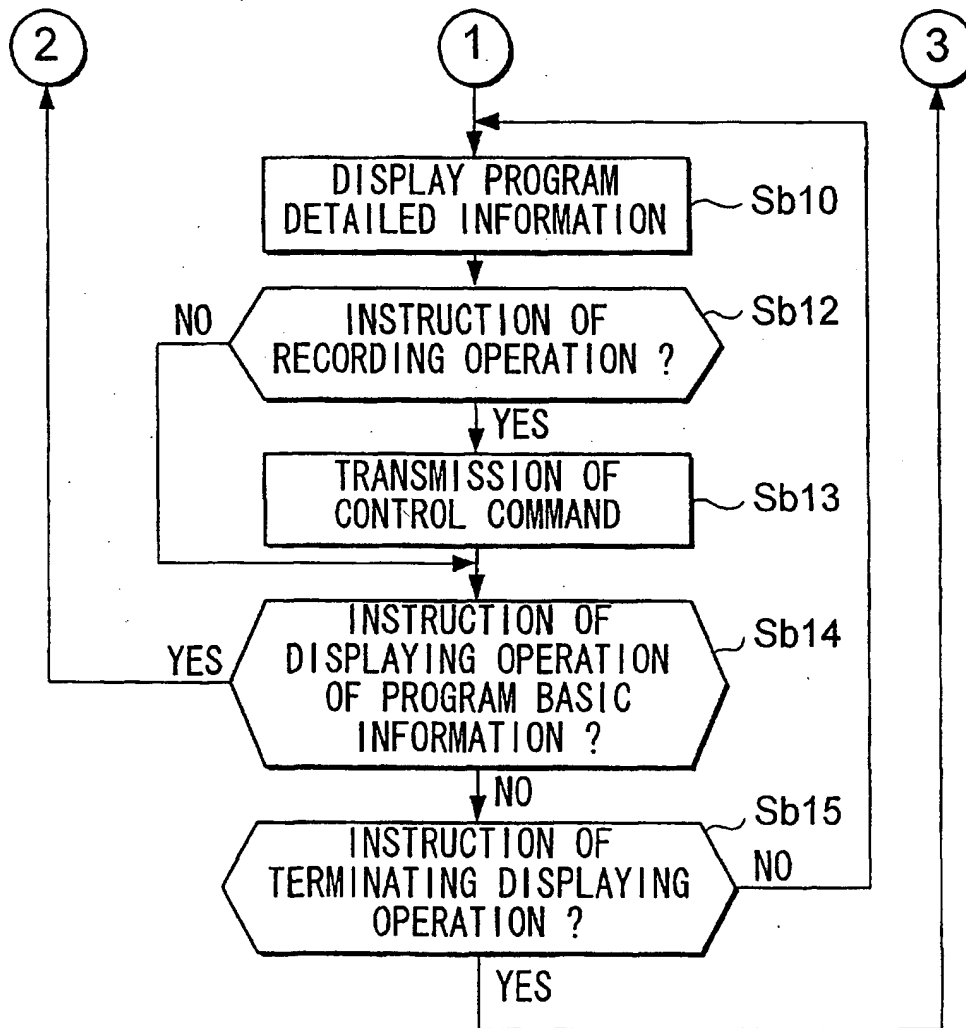 2
1
3
DISPLAY PROGRAM
DETAILED INFORMATION
Sb10
INSTRUCTION OF
RECORDING OPERATION ?
Sb12
NO
YES
TRANSMISSION OF
CONTROL COMMAND
Sb13
INSTRUCTION OF
DISPLAYING OPERATION
OF PROGRAM BASIC
INFORMATION ?
Sb14
YES
NO
INSTRUCTION OF
TERMINATING DISPLAYING
OPERATION ?
Sb15
NO
YES